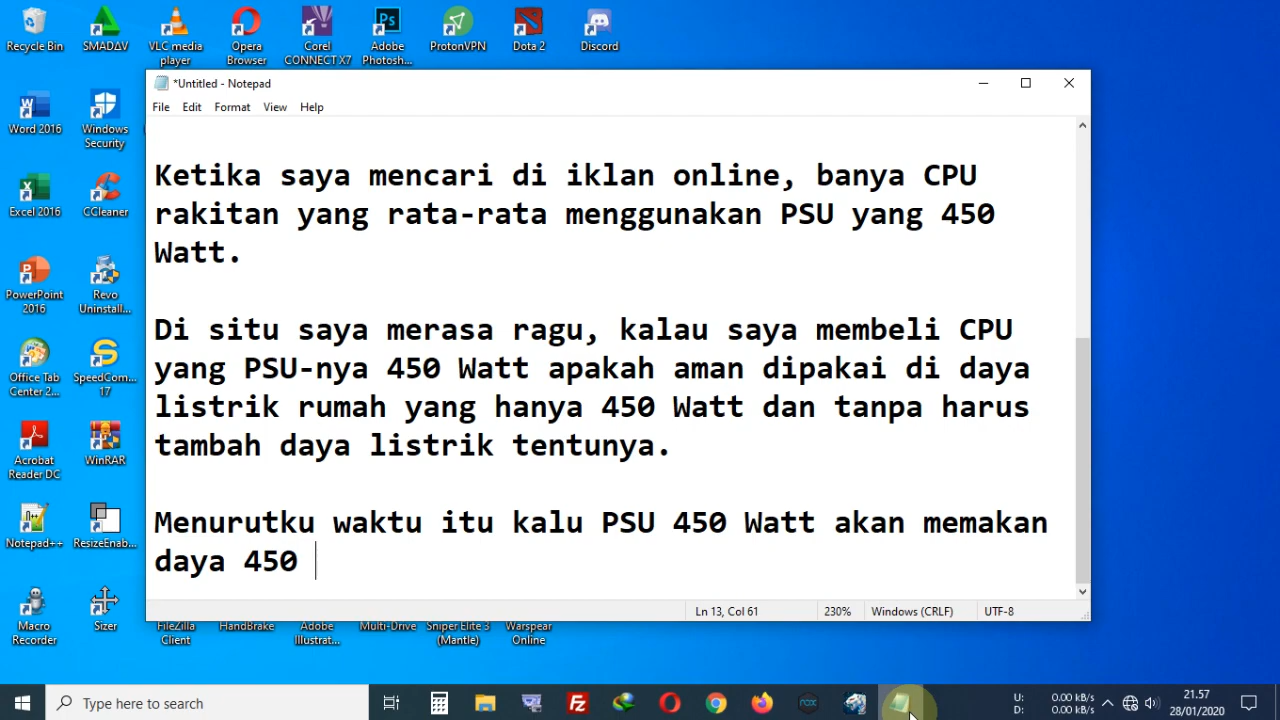 Recycle Bin
SMADΔV
VLC media
player
Opera
Browser
Corel
CONNECT X7
Adobe
Photosh...
ProtonVPN
Dota 2
Discord
*Untitled - Notepad
File Edit Format View Help
Word 2016
Windows
Security
Excel 2016
CCleaner
PowerPoint
2016
Revo
Uninstall...
Office Tab
Center 2...
SpeedCom...
17
Acrobat
Reader DC
WinRAR
Notepad++
ResizeEnab...
Macro
Recorder
Sizer
FileZilla
Client
HandBrake
Adobe
Illustrat...
Multi-Drive
Sniper Elite 3
(Mantle)
Warspear
Online
Ketika saya mencari di iklan online, banya CPU
rakitan yang rata-rata menggunakan PSU yang 450
Watt.
Di situ saya merasa ragu, kalau saya membeli CPU
yang PSU-nya 450 Watt apakah aman dipakai di daya
listrik rumah yang hanya 450 Watt dan tanpa harus
tambah daya listrik tentunya.
Menurutku waktu itu kalu PSU 450 Watt akan memakan
daya 450
Ln 13, Col 61 230% Windows (CRLF) UTF-8
Type here to search
U: 0.00 kB/s
D: 0.00 kB/s
21.57
28/01/2020